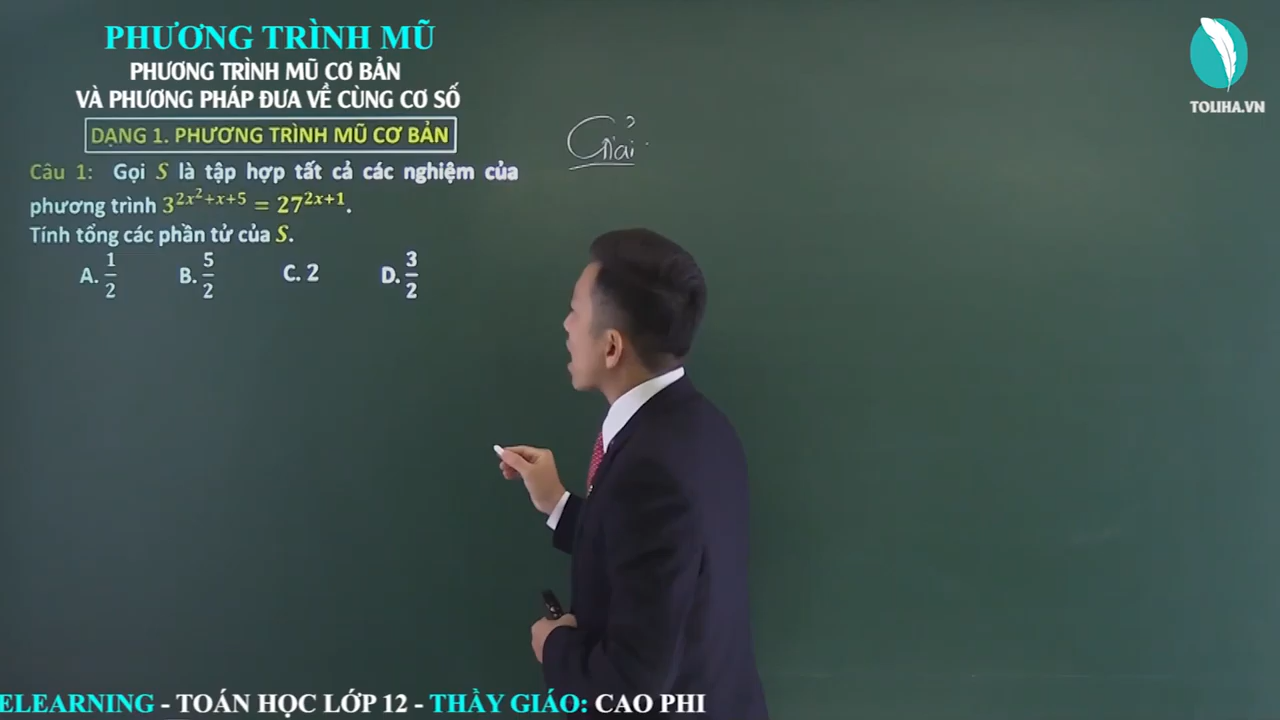 PHƯƠNG TRÌNH MŨ
PHƯƠNG TRÌNH MŨ CƠ BẢN
VÀ PHƯƠNG PHÁP ĐƯA VỀ CÙNG CƠ SỐ
DẠNG 1. PHƯƠNG TRÌNH MŨ CƠ BẢN
Câu 1: Gọi S là tập hợp tất cả các nghiệm của
phương trình 3^{2x^2+x+5} = 27^{2x+1}.
Tính tổng các phần tử của S.
A. 1/2 B. 5/2 C. 2 D. 3/2
Giải
TOLIHA.VN
ELEARNING - TOÁN HỌC LỚP 12 - THẦY GIÁO: CAO PHI